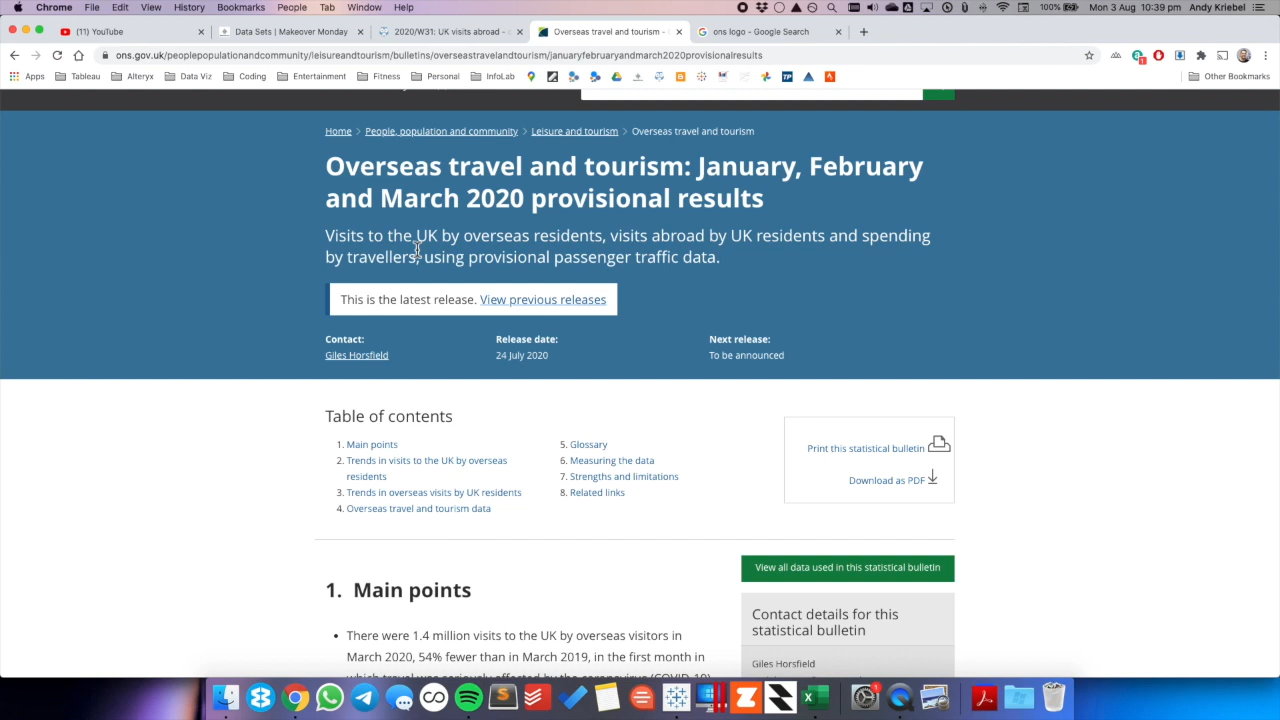 Chrome File Edit View History Bookmarks People Tab Window Help 100% Mon 3 Aug 10:39 pm Andy Kriebel
YouTube Data Sets | Makeover Monday 2020/W31: UK visits abroad - Overseas travel and tourism - ons logo - Google Search
ons.gov.uk/peoplepopulationandcommunity/leisureandtourism/bulletins/overseastravelandtourism/januaryfebruaryandmarch2020provisionalresults
Apps Tableau Alteryx Data Viz Coding Entertainment Fitness Personal InfoLab TP Other Bookmarks
Home > People, population and community > Leisure and tourism > Overseas travel and tourism
Overseas travel and tourism: January, February
and March 2020 provisional results
Visits to the UK by overseas residents, visits abroad by UK residents and spending
by travellers, using provisional passenger traffic data.
This is the latest release. View previous releases
Contact: Release date: Next release:
Giles Horsfield 24 July 2020 To be announced
Table of contents
1. Main points
2. Trends in visits to the UK by overseas
residents
3. Trends in overseas visits by UK residents
4. Overseas travel and tourism data
5. Glossary
6. Measuring the data
7. Strengths and limitations
8. Related links
Print this statistical bulletin
Download as PDF
1. Main points
There were 1.4 million visits to the UK by overseas visitors in
March 2020, 54% fewer than in March 2019, in the first month in
which travel was seriously affected by the coronavirus (COVID-19)
View all data used in this statistical bulletin
Contact details for this
statistical bulletin
Giles Horsfield